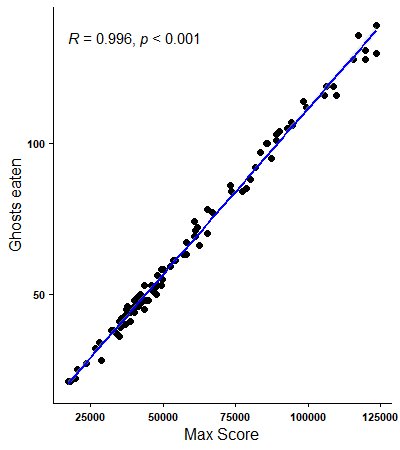 R = 0.996, p < 0.001
Ghosts eaten
100
50
25000 50000 75000 100000 125000
Max Score